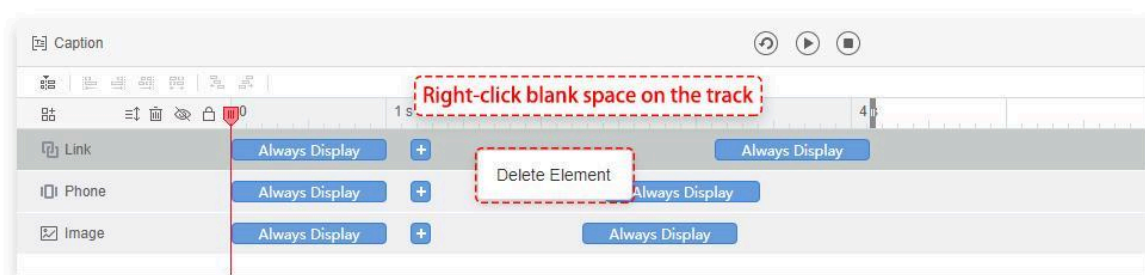 Caption
Right-click blank space on the track
0
1 s
4
Link
Always Display
+
Always Display
Delete Element
Phone
Always Display
+
Always Display
Image
Always Display
+
Always Display